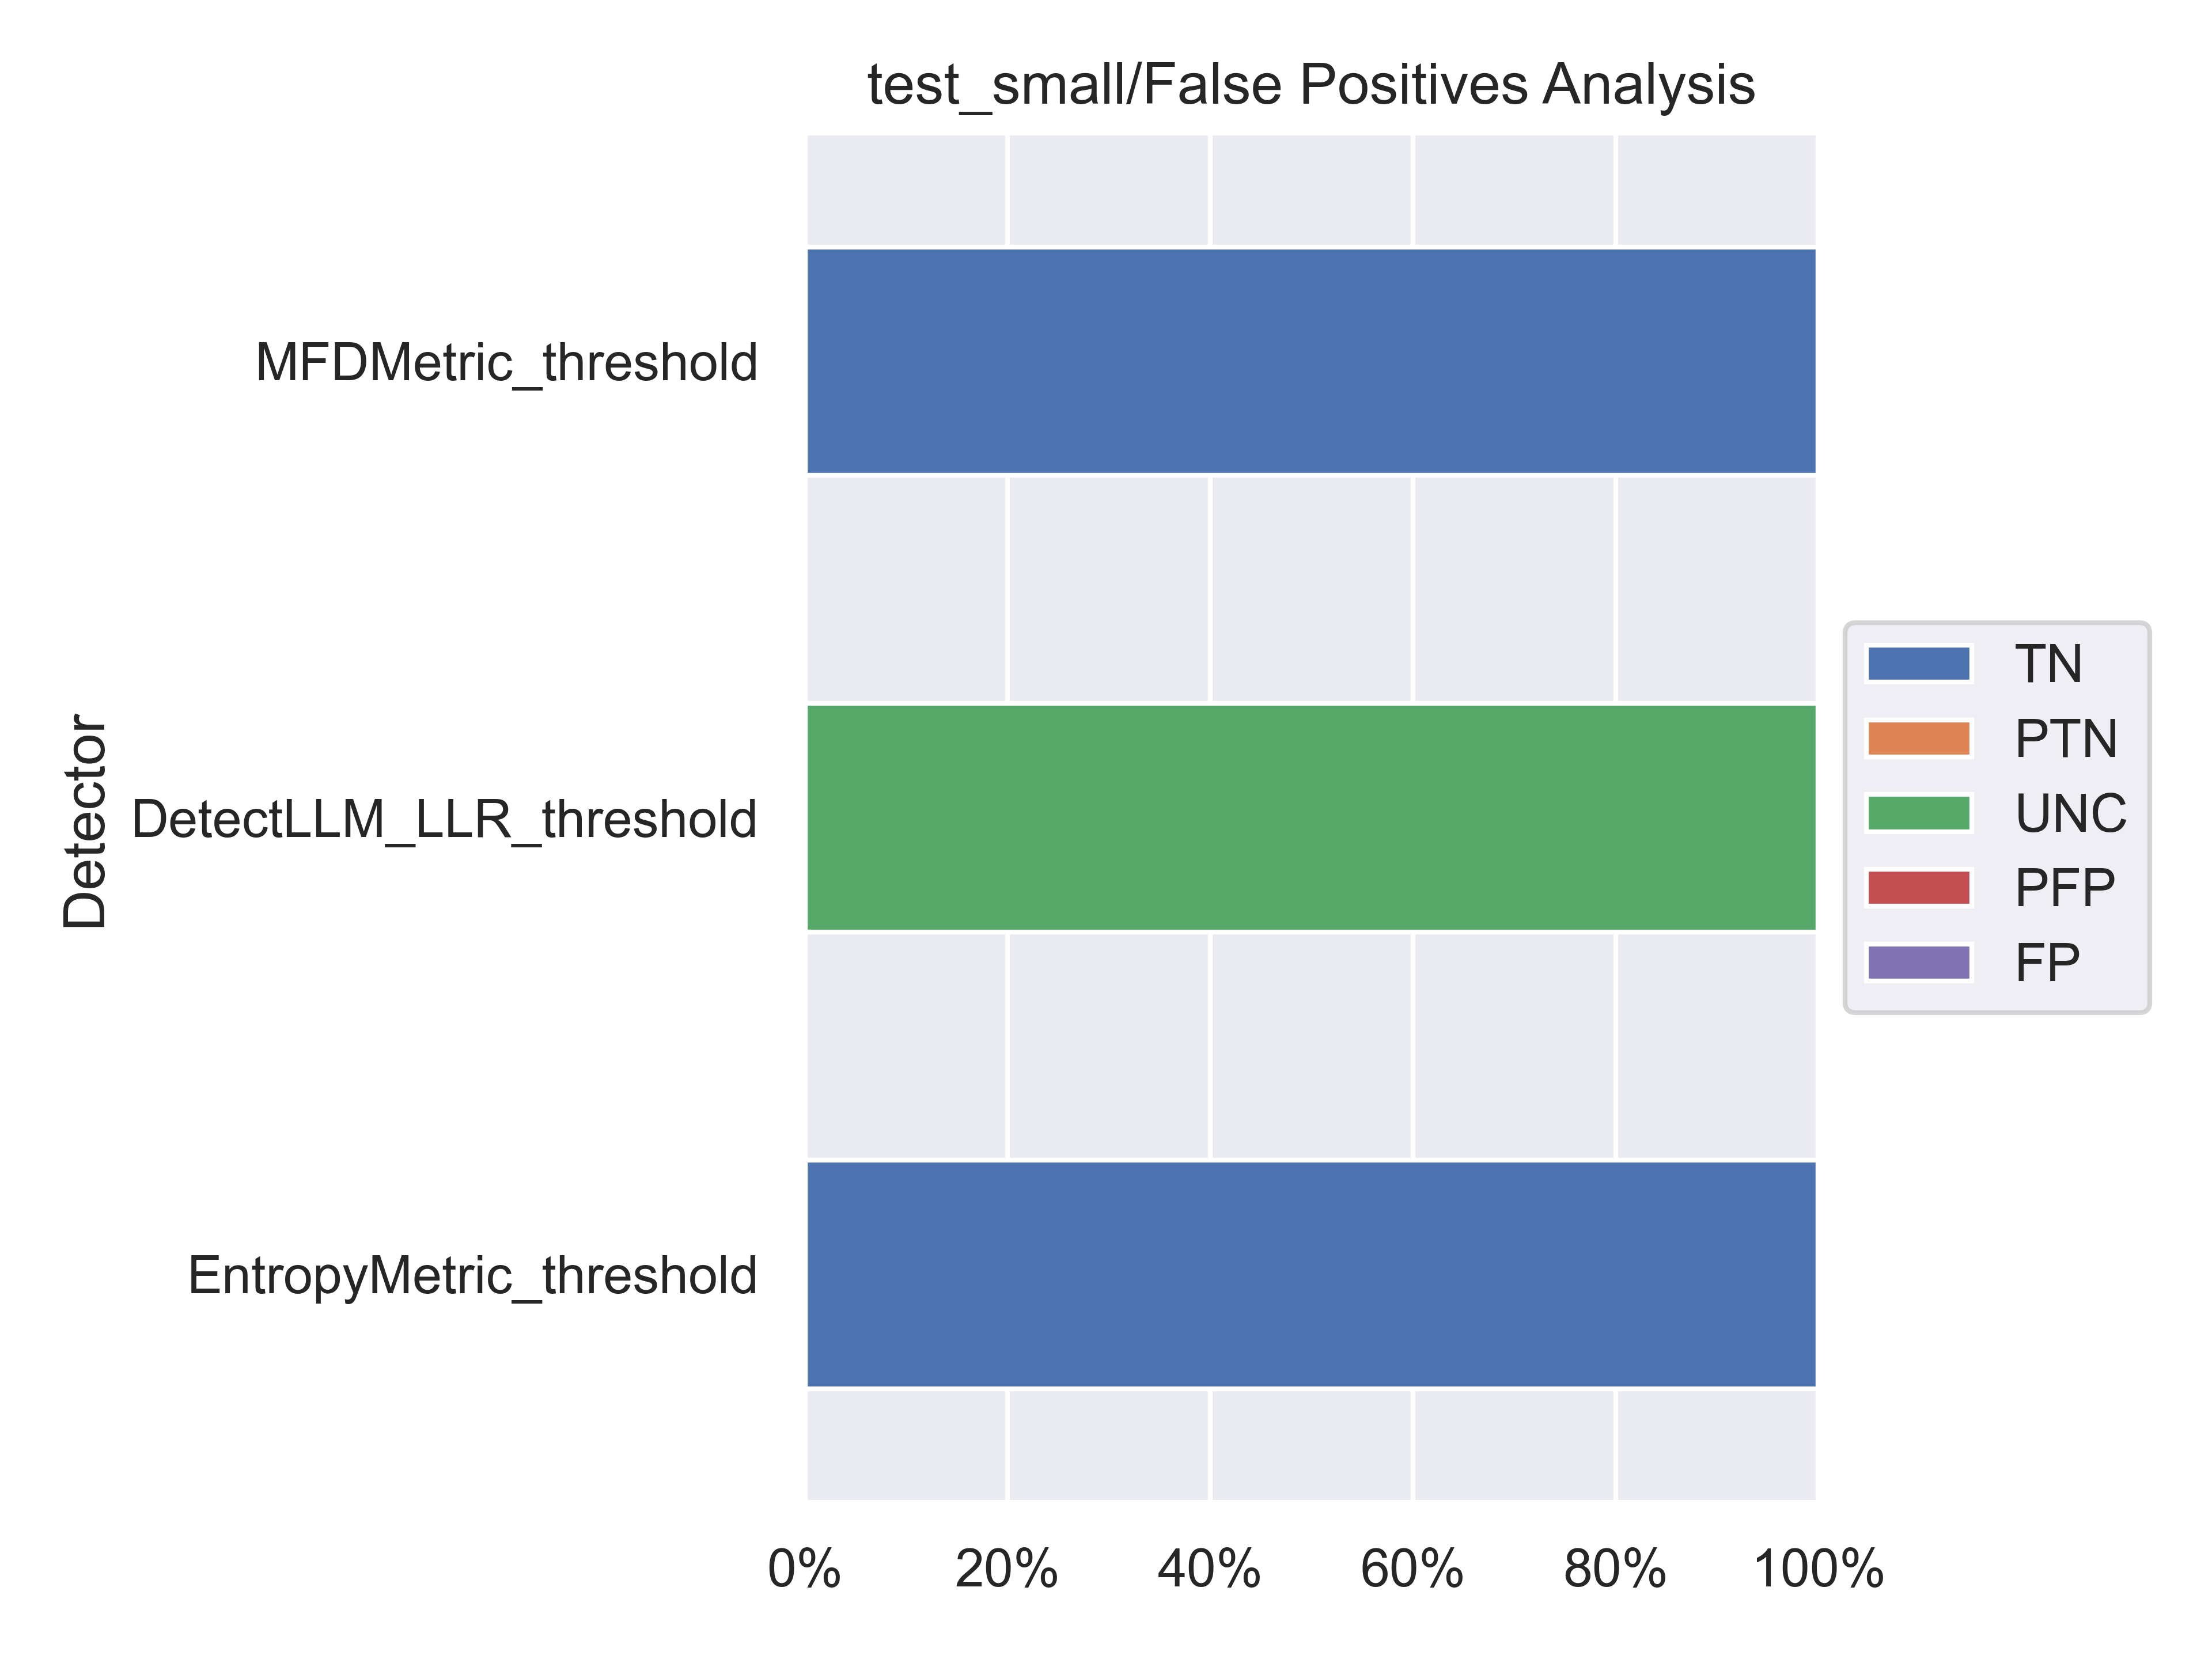 test_small/False Positives Analysis
MFDMetric_threshold
DetectLLM_LLR_threshold
EntropyMetric_threshold
Detector
0% 20% 40% 60% 80% 100%
TN
PTN
UNC
PFP
FP